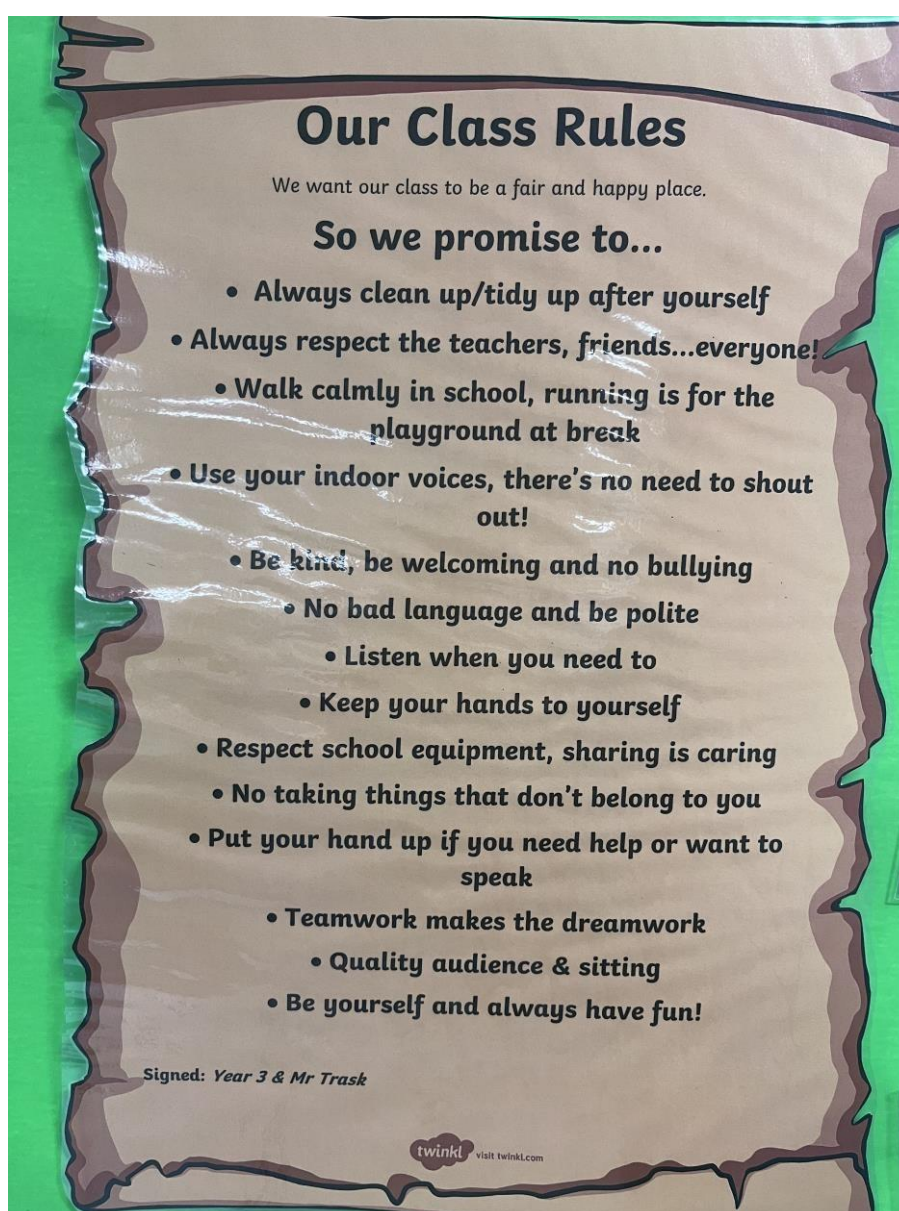 Our Class Rules
We want our class to be a fair and happy place.
So we promise to...
• Always clean up/tidy up after yourself
• Always respect the teachers, friends...everyone!
• Walk calmly in school, running is for the
playground at break
• Use your indoor voices, there's no need to shout
out!
• Be kind, be welcoming and no bullying
• No bad language and be polite
• Listen when you need to
• Keep your hands to yourself
• Respect school equipment, sharing is caring
• No taking things that don't belong to you
• Put your hand up if you need help or want to
speak
• Teamwork makes the dreamwork
• Quality audience & sitting
• Be yourself and always have fun!
Signed: Year 3 & Mr Trask
twinkl visit twinkl.com